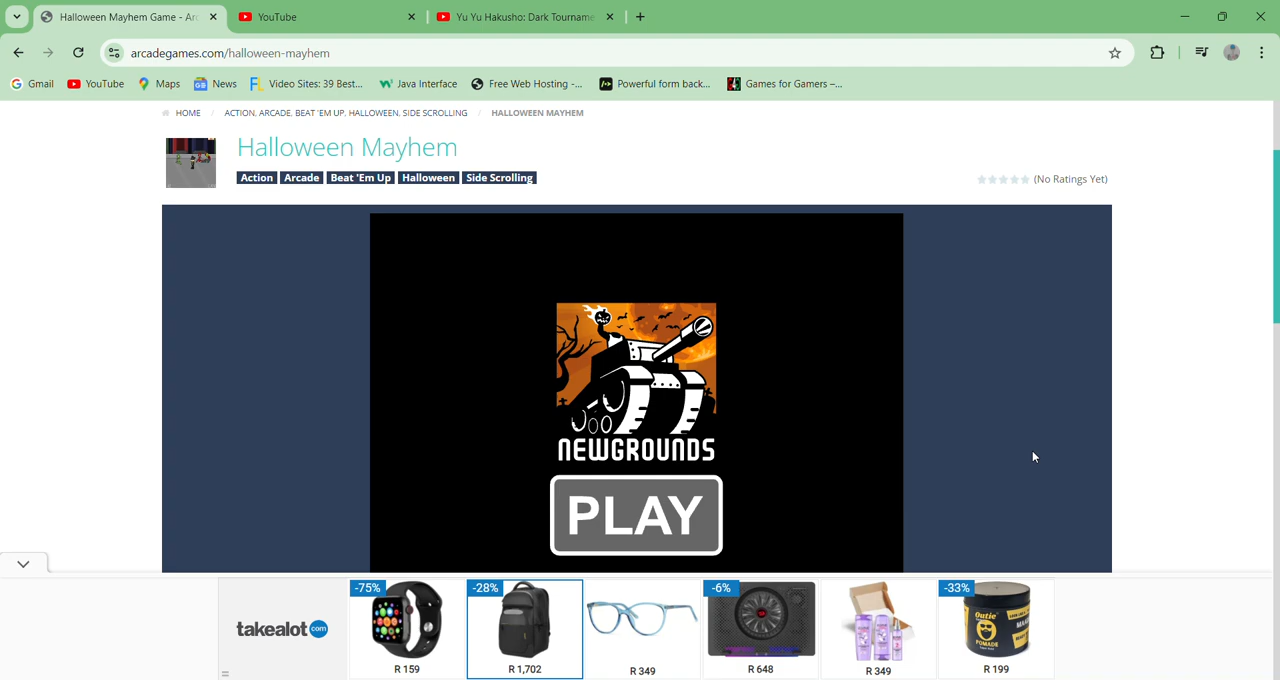 Halloween Mayhem Game - Ar
YouTube
Yu Yu Hakusho: Dark Tourname
arcadegames.com/halloween-mayhem
Gmail
YouTube
Maps
News
Video Sites: 39 Best...
Java Interface
Free Web Hosting -...
Powerful form back...
Games for Gamers –...
HOME / ACTION, ARCADE, BEAT 'EM UP, HALLOWEEN, SIDE SCROLLING / HALLOWEEN MAYHEM
Halloween Mayhem
Action Arcade Beat 'Em Up Halloween Side Scrolling
(No Ratings Yet)
NEWGROUNDS
PLAY
takealot com
-75%
R 159
-28%
R 1,702
R 349
-6%
R 648
R 349
-33%
Outie
POMADE
R 199